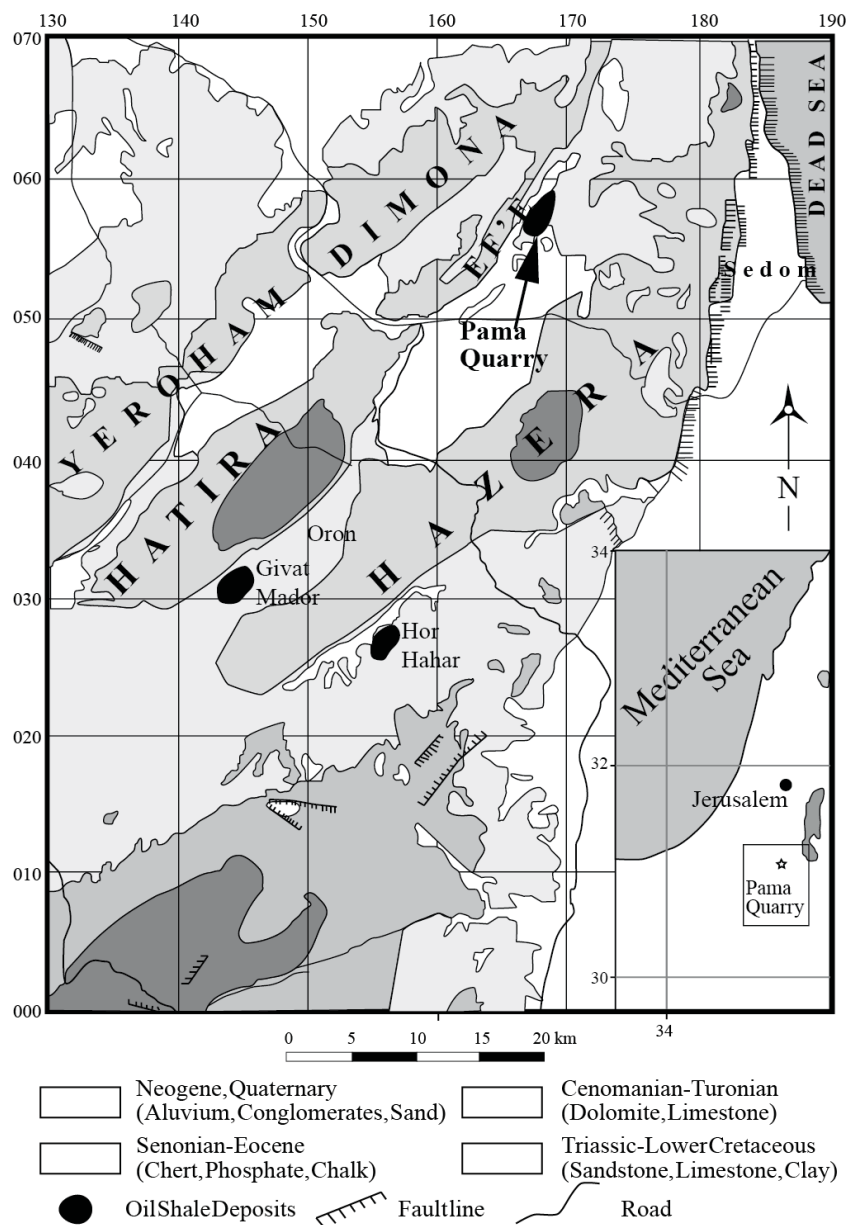 130 140 150 160 170 180 190
070
060
050
040
030
020
010
000
DEAD SEA
DIMONA
EF'E
YEROHAM
Sedom
Pama
Quarry
HATIRA
HAZERA
N
Oron
Givat
Mador
Hor
Hahar
34
Mediterranean
Sea
32
Jerusalem
Pama
Quarry
30
34
0 5 10 15 20 km
Neogene,Quaternary
(Aluvium,Conglomerates,Sand)
Cenomanian-Turonian
(Dolomite,Limestone)
Senonian-Eocene
(Chert,Phosphate,Chalk)
Triassic-LowerCretaceous
(Sandstone,Limestone,Clay)
OilShaleDeposits
Faultline
Road